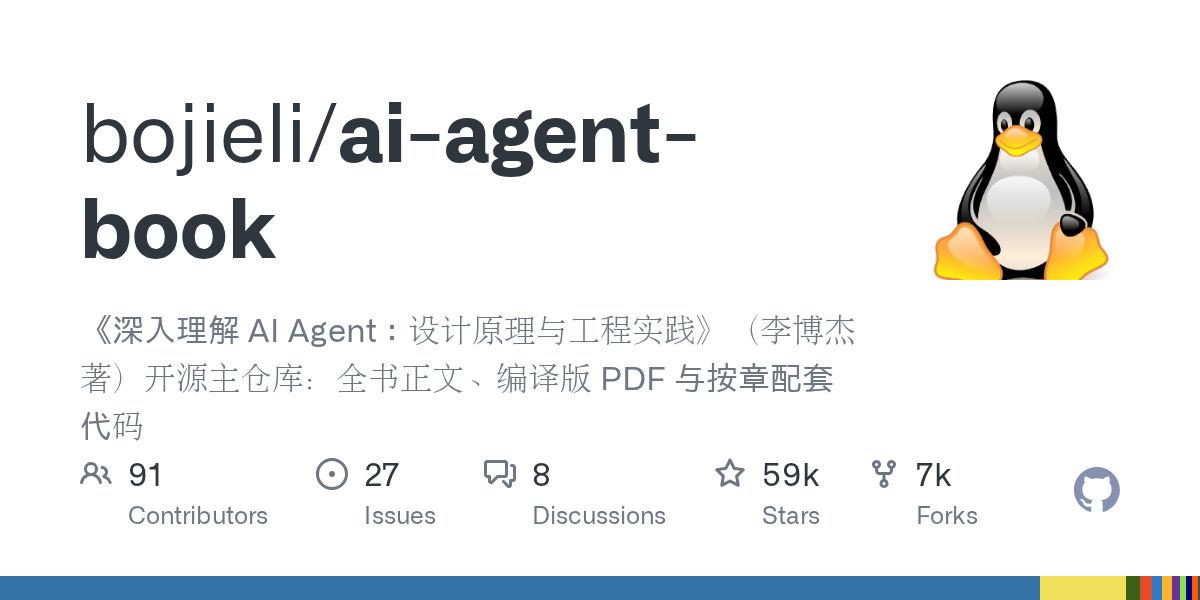 bojieli/ai-agent-
book
《深入理解 AI Agent：设计原理与工程实践》（李博杰
著）开源主仓库：全书正文、编译版 PDF 与按章配套
代码
91 27 8 59k 7k
Contributors Issues Discussions Stars Forks